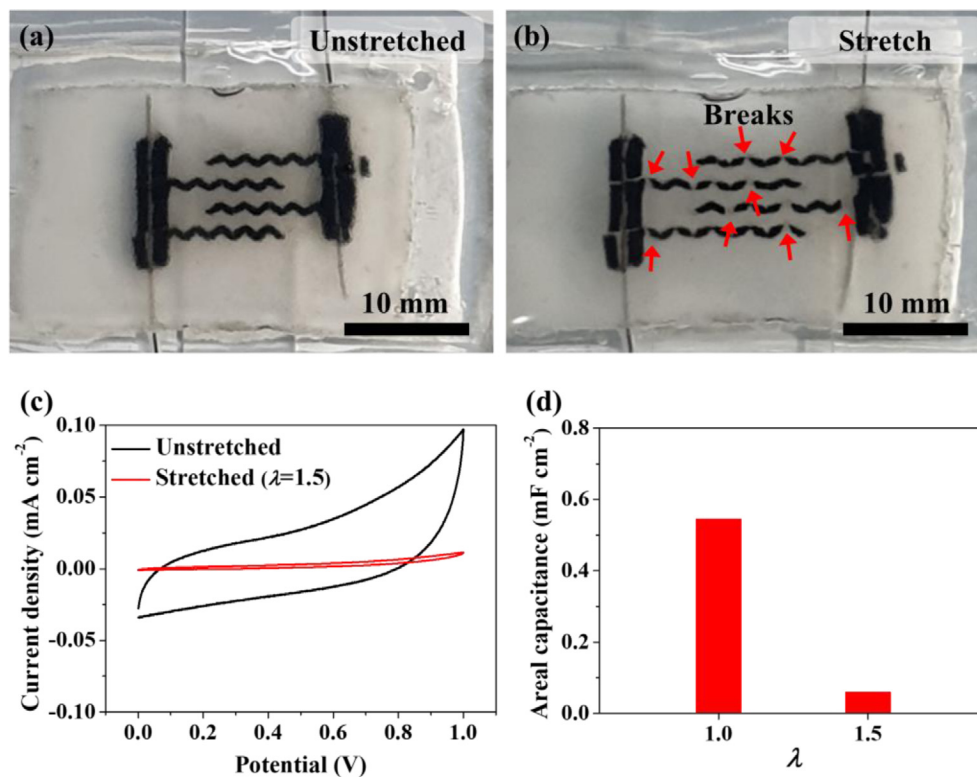 (a)
Unstretched
10 mm
(b)
Stretch
Breaks
10 mm
(c)
Current density (mA cm⁻²)
0.10
0.05
0.00
-0.05
-0.10
Unstretched
Stretched (λ=1.5)
0.0 0.2 0.4 0.6 0.8 1.0
Potential (V)
(d)
Areal capacitance (mF cm⁻²)
0.8
0.6
0.4
0.2
0.0
1.0 1.5
λ